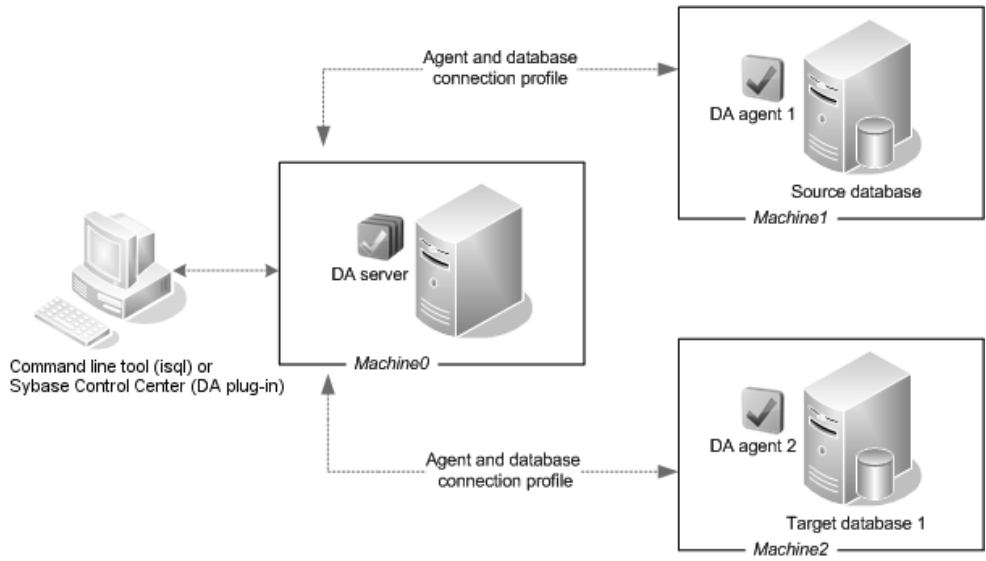 Agent and database
connection profile
DA agent 1
Source database
Machine1
DA server
Machine0
Command line tool (isql) or
Sybase Control Center (DA plug-in)
Agent and database
connection profile
DA agent 2
Target database 1
Machine2